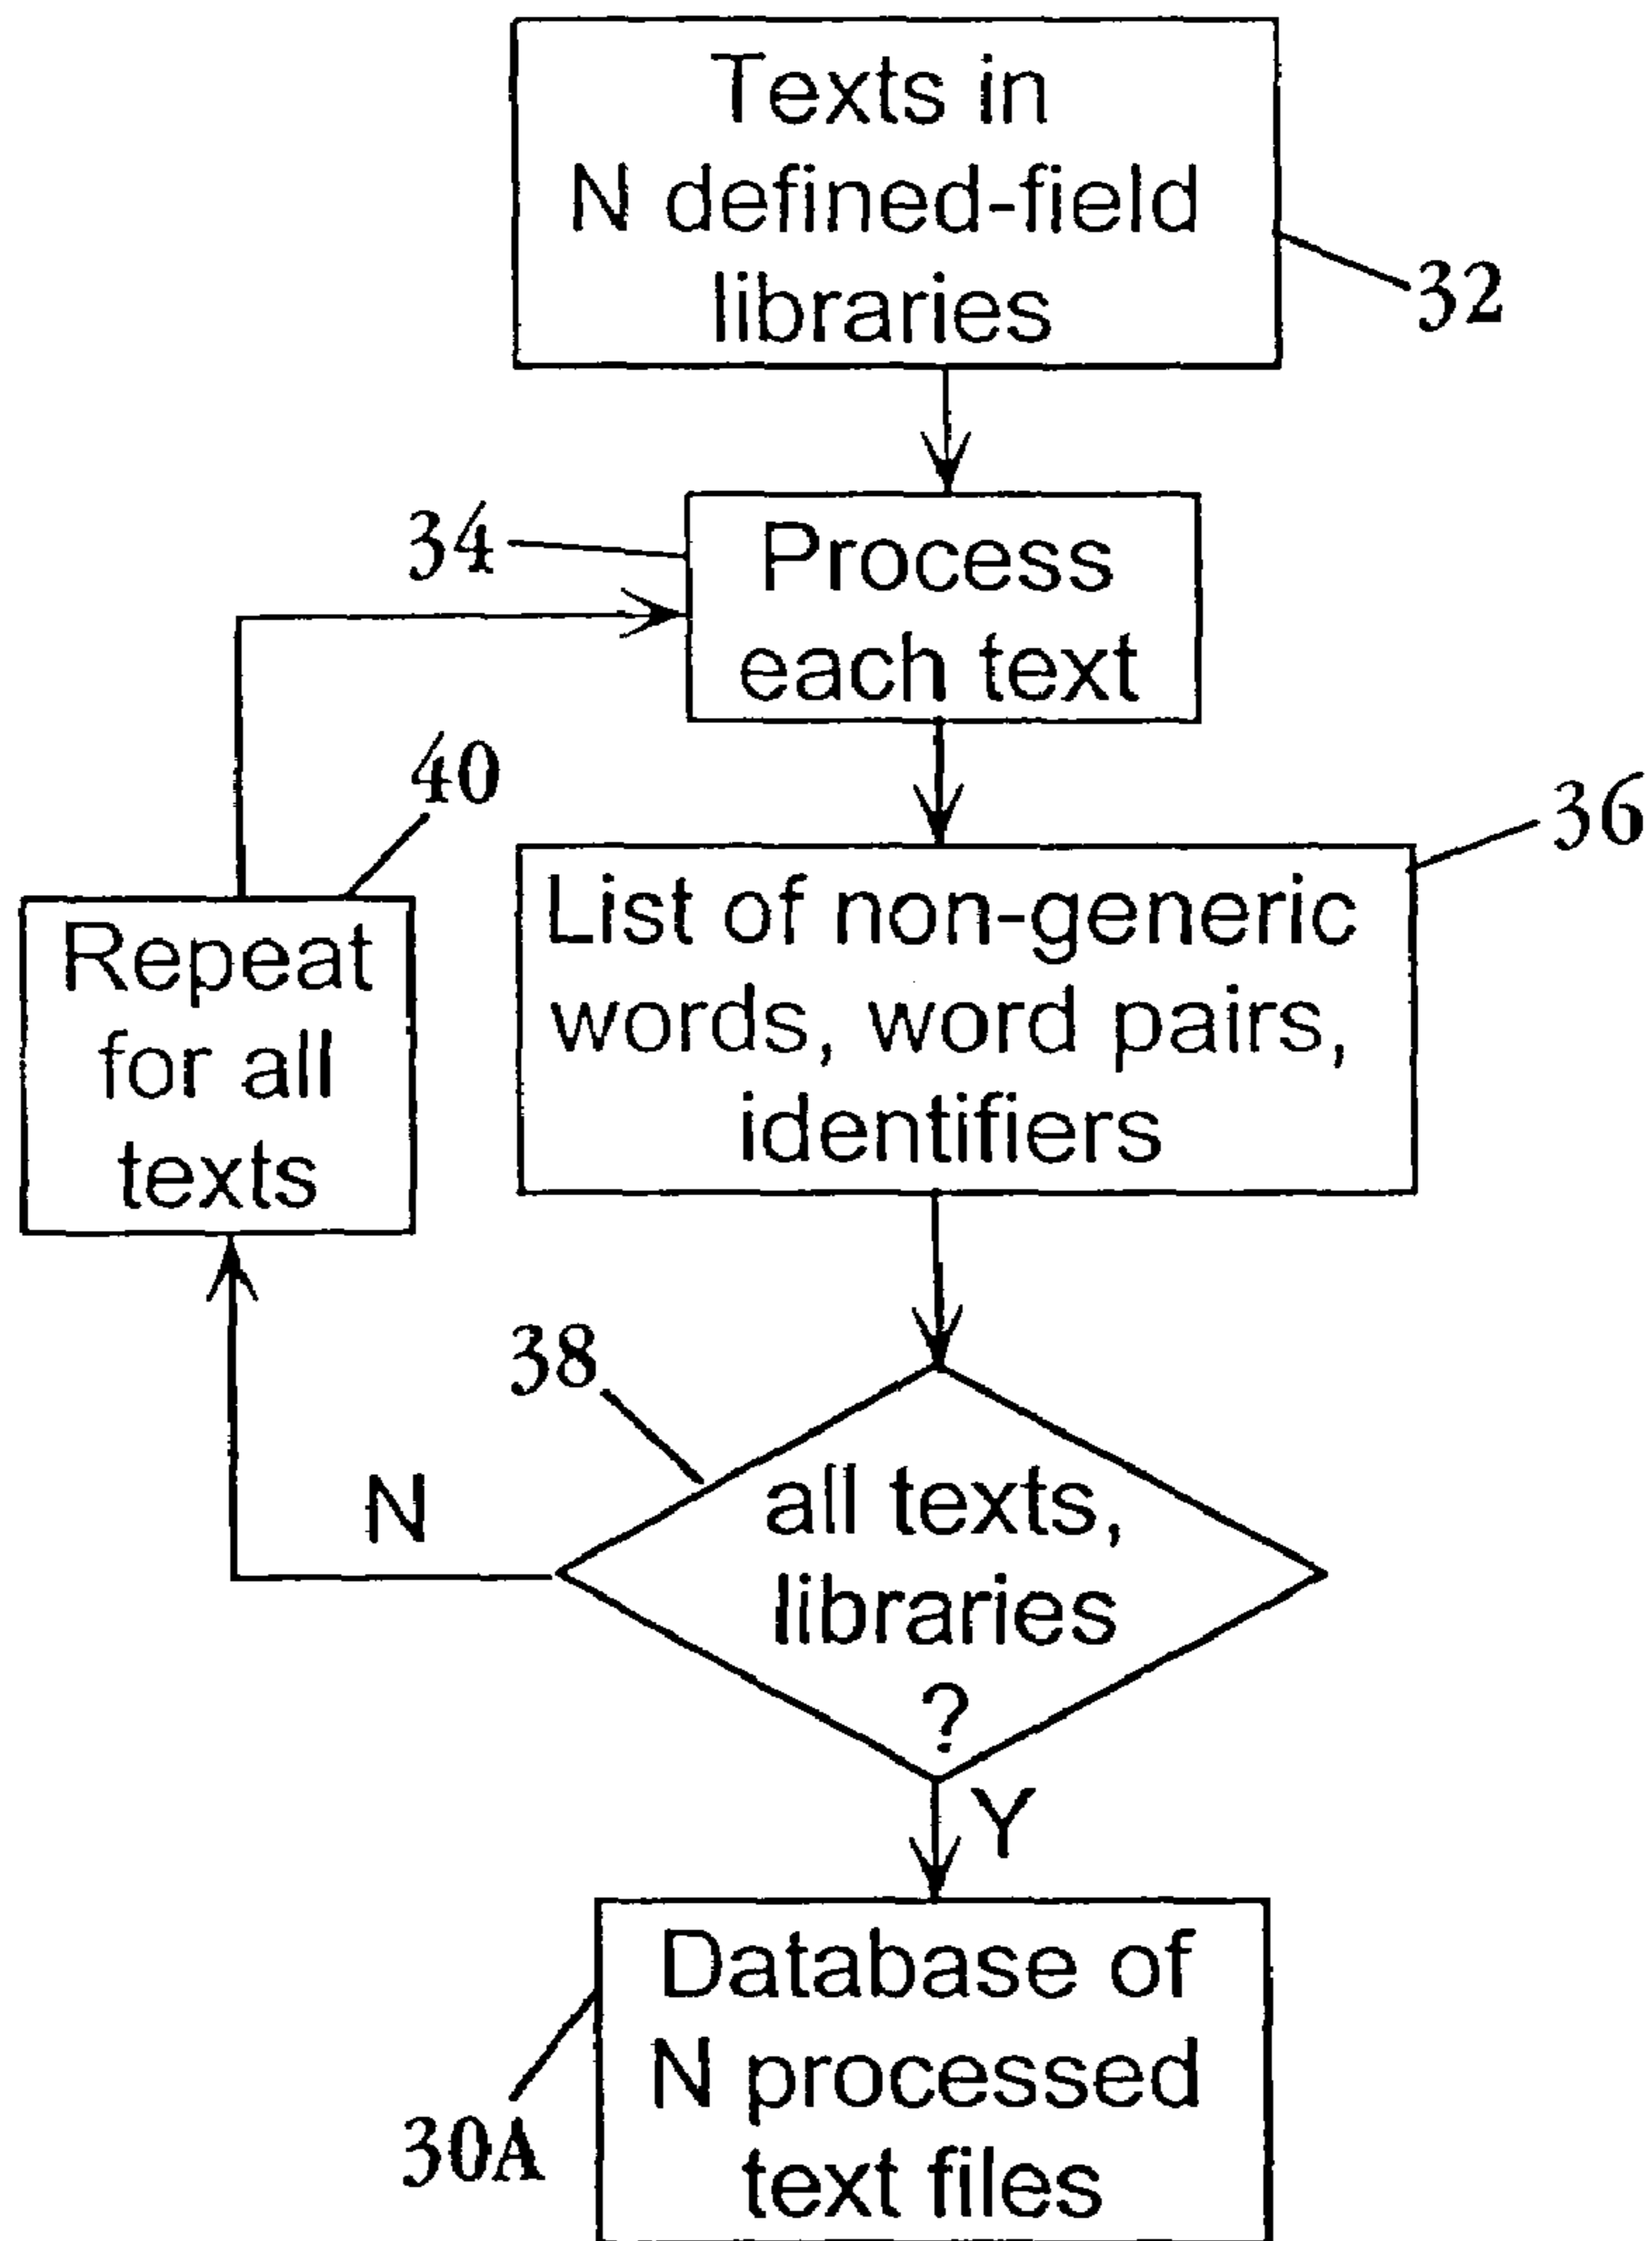 Texts in
N defined-field
libraries
32
34
Process
each text
40
36
List of non-generic
words, word pairs,
identifiers
Repeat
for all
texts
38
N
all texts,
libraries
?
Y
Database of
N processed
text files
30A